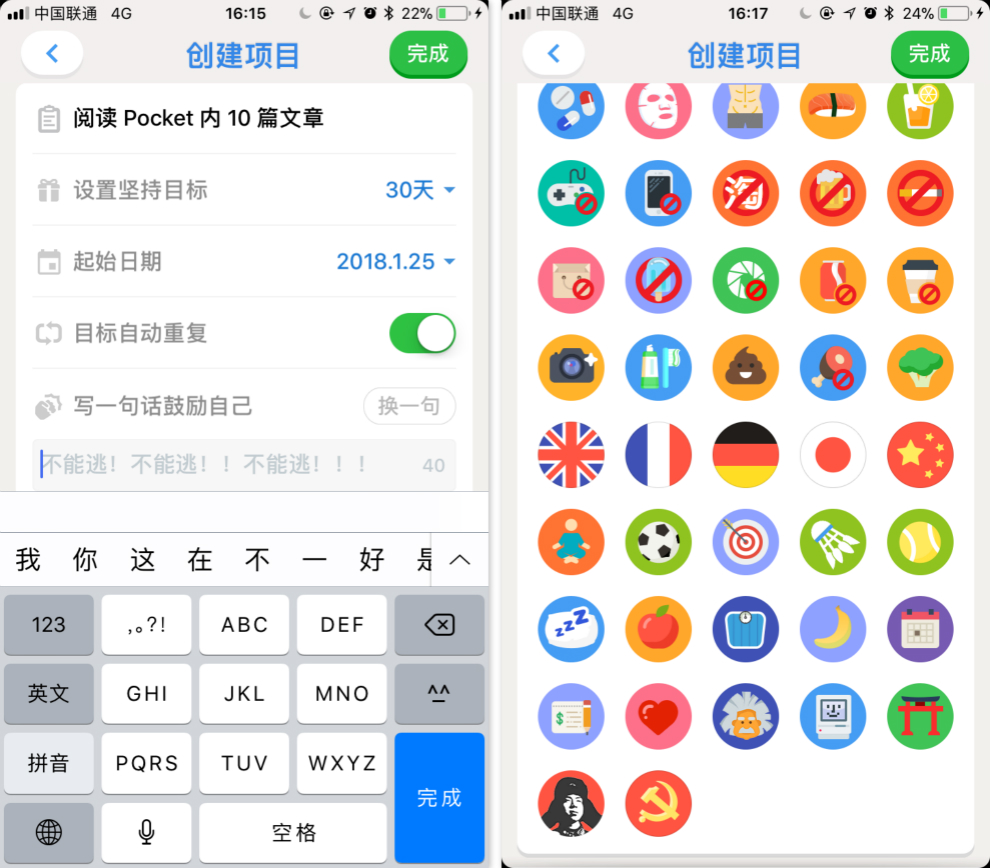 中国联通 4G 16:15 22%
创建项目
完成
阅读 Pocket 内 10 篇文章
设置坚持目标 30天
起始日期 2018.1.25
目标自动重复
写一句话鼓励自己 换一句
不能逃！不能逃！！不能逃！！！ 40
我 你 这 在 不 一 好 是
123 ,。?! ABC DEF
英文 GHI JKL MNO ^^
拼音 PQRS TUV WXYZ
完成
空格
中国联通 4G 16:17 24%
创建项目
完成
淘
zzz
$